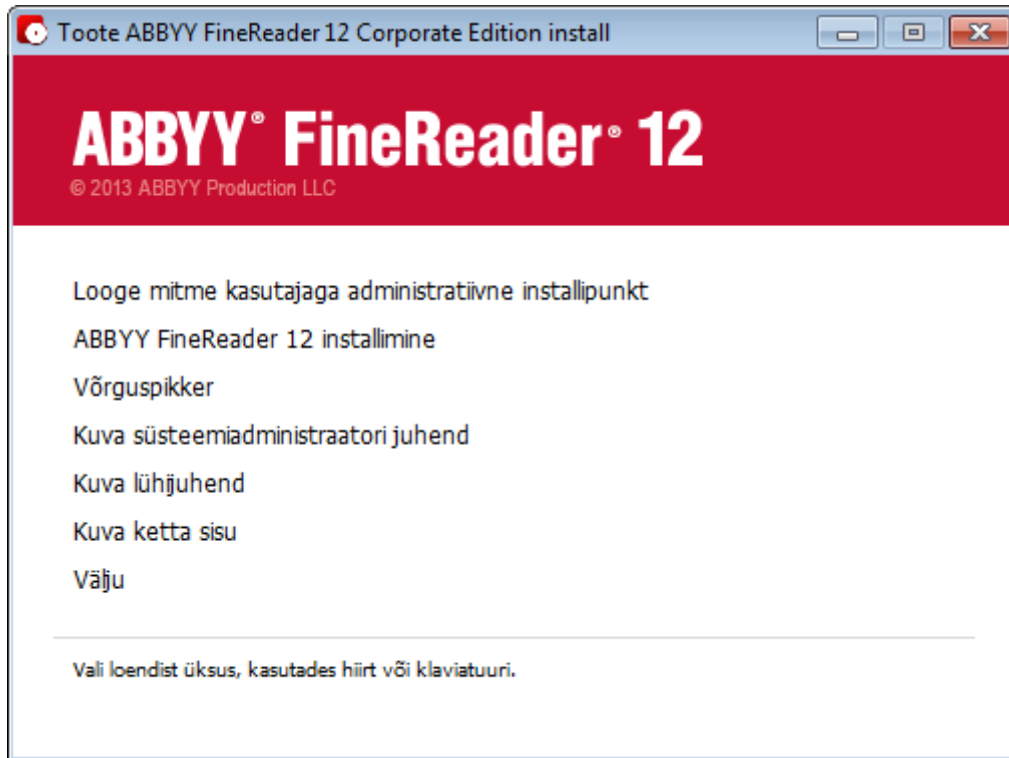 Toote ABBYY FineReader 12 Corporate Edition install
ABBYY® FineReader® 12
© 2013 ABBYY Production LLC
Looge mitme kasutajaga administratiivne installipunkt
ABBYY FineReader 12 installimine
Võrguspikker
Kuva süsteemiadministraatori juhend
Kuva lühijuhend
Kuva ketta sisu
Välju
Vali loendist üksus, kasutades hiirt või klaviatuuri.